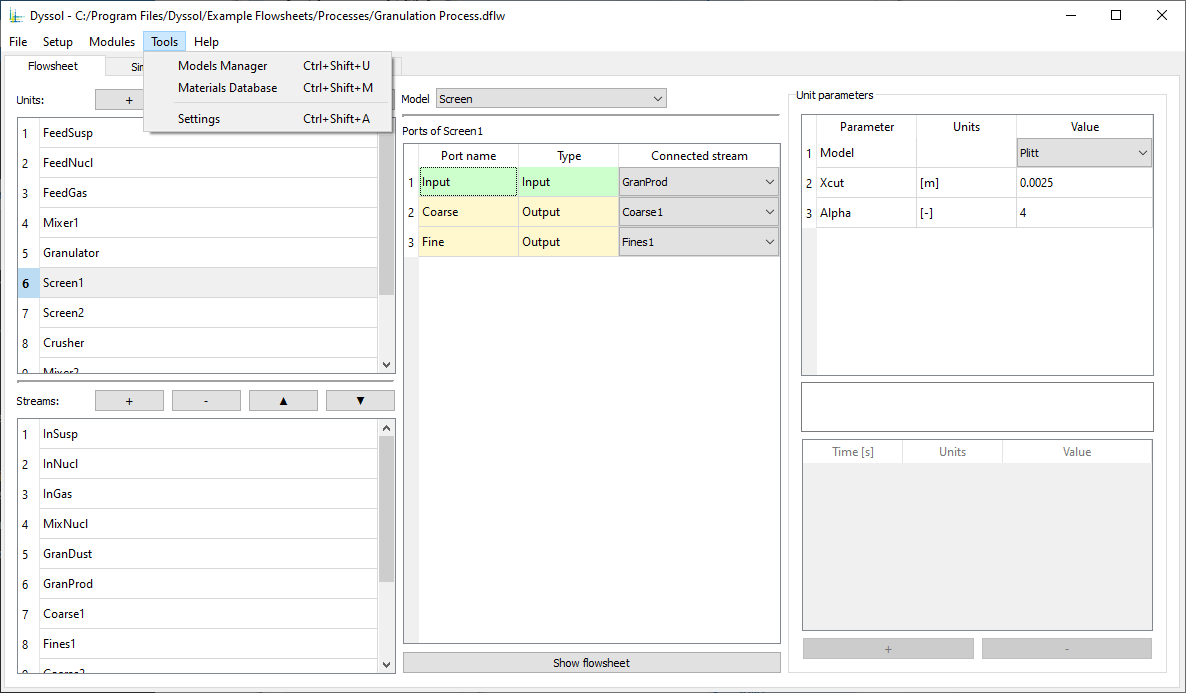 Dyssol - C:/Program Files/Dyssol/Example Flowsheets/Processes/Granulation Process.dflw
File Setup Modules Tools Help
Models Manager Ctrl+Shift+U
Materials Database Ctrl+Shift+M
Settings Ctrl+Shift+A
Flowsheet
Units: +
1 FeedSusp
2 FeedNucl
3 FeedGas
4 Mixer1
5 Granulator
6 Screen1
7 Screen2
8 Crusher
9 Mixer2
Streams: + - ▲ ▼
1 InSusp
2 InNucl
3 InGas
4 MixNucl
5 GranDust
6 GranProd
7 Coarse1
8 Fines1
Coarse2
Model Screen
Ports of Screen1
Port name Type Connected stream
1 Input Input GranProd
2 Coarse Output Coarse1
3 Fine Output Fines1
Show flowsheet
Unit parameters
Parameter Units Value
1 Model Plitt
2 Xcut [m] 0.0025
3 Alpha [-] 4
Time [s] Units Value
+ -